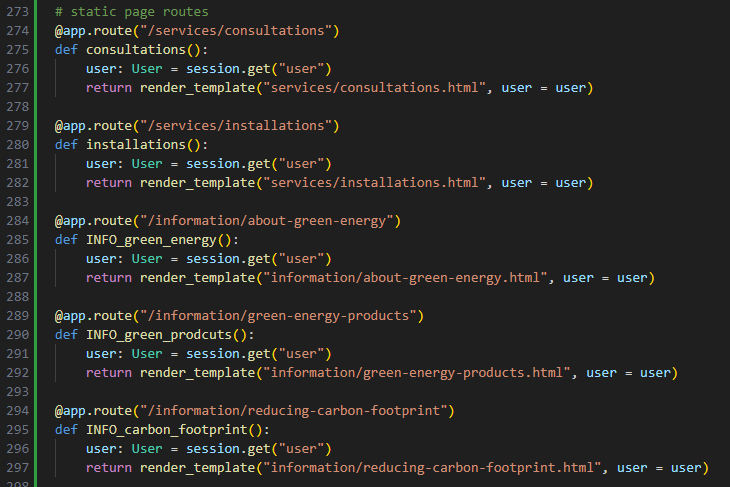 273 # static page routes
274 @app.route("/services/consultations")
275 def consultations():
276     user: User = session.get("user")
277     return render_template("services/consultations.html", user = user)
278
279 @app.route("/services/installations")
280 def installations():
281     user: User = session.get("user")
282     return render_template("services/installations.html", user = user)
283
284 @app.route("/information/about-green-energy")
285 def INFO_green_energy():
286     user: User = session.get("user")
287     return render_template("information/about-green-energy.html", user = user)
288
289 @app.route("/information/green-energy-products")
290 def INFO_green_prodcuts():
291     user: User = session.get("user")
292     return render_template("information/green-energy-products.html", user = user)
293
294 @app.route("/information/reducing-carbon-footprint")
295 def INFO_carbon_footprint():
296     user: User = session.get("user")
297     return render_template("information/reducing-carbon-footprint.html", user = user)
298